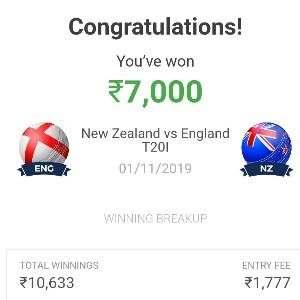 Congratulations!
You've won
₹7,000
New Zealand vs England
T20I
ENG
01/11/2019
NZ
WINNING BREAKUP
TOTAL WINNINGS
ENTRY FEE
₹10,633
₹1,777